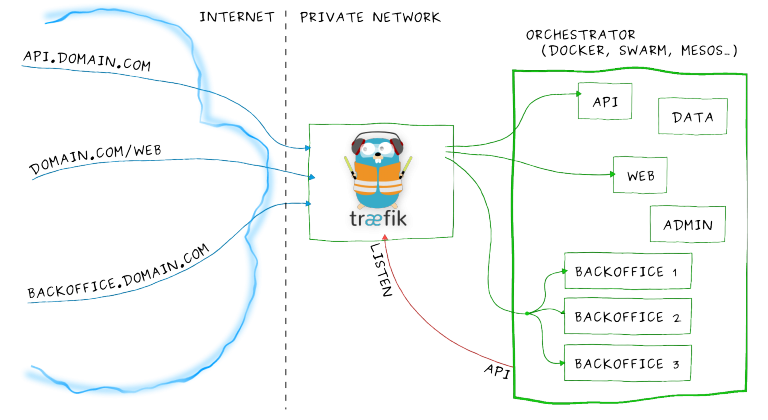 INTERNET
PRIVATE NETWORK
ORCHESTRATOR
(DOCKER, SWARM, MESOS...)
API.DOMAIN.COM
DOMAIN.COM/WEB
BACKOFFICE.DOMAIN.COM
træfik
LISTEN
API
API
DATA
WEB
ADMIN
BACKOFFICE 1
BACKOFFICE 2
BACKOFFICE 3